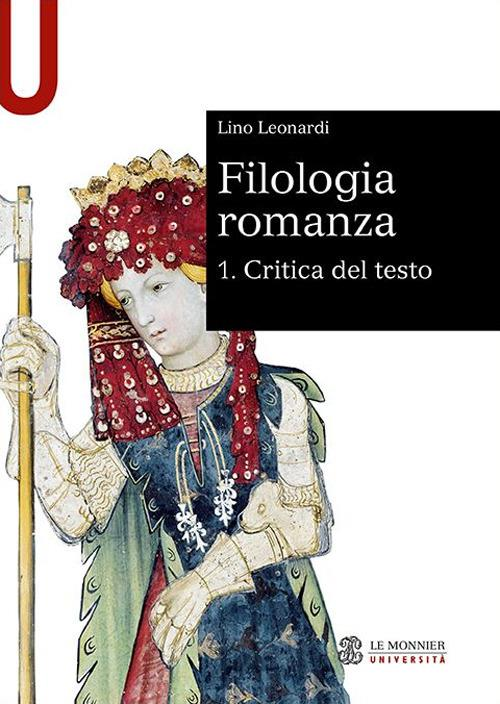 Lino Leonardi
Filologia
romanza
1. Critica del testo
LE MONNIER
UNIVERSITÀ